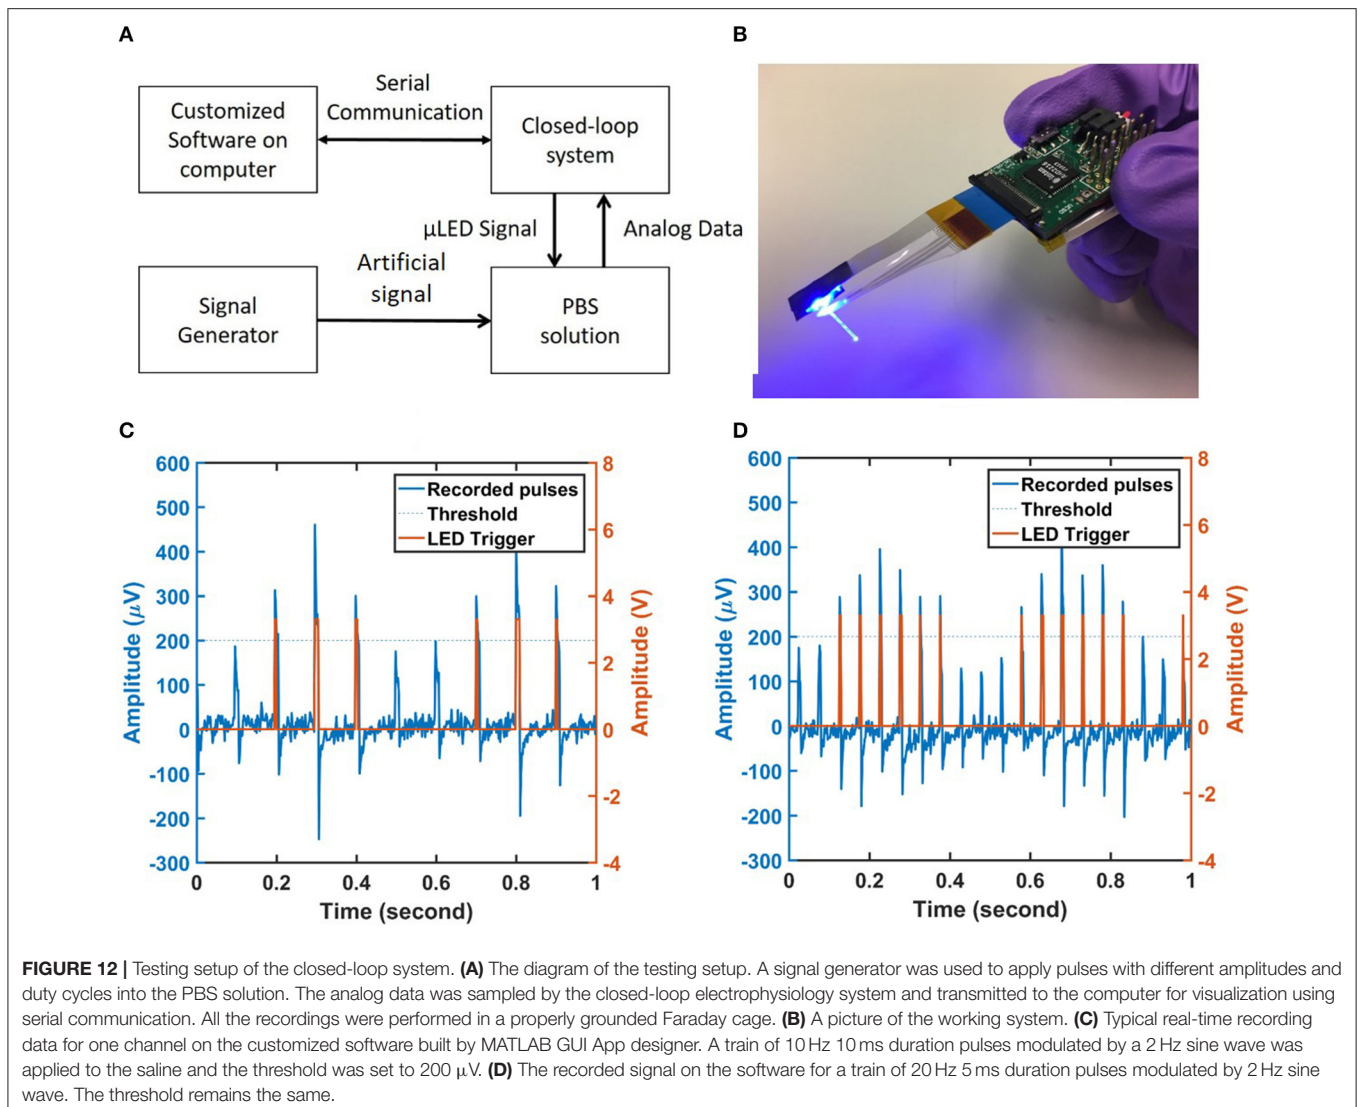 A
Customized
Software on
computer
Serial
Communication
Closed-loop
system
μLED Signal
Analog Data
Signal
Generator
Artificial
signal
PBS
solution
B
C
600
500
400
300
200
100
0
-100
-200
-300
Amplitude (μV)
Recorded pulses
Threshold
LED Trigger
8
6
4
2
0
-2
-4
Amplitude (V)
0 0.2 0.4 0.6 0.8 1
Time (second)
D
600
500
400
300
200
100
0
-100
-200
-300
Amplitude (μV)
Recorded pulses
Threshold
LED Trigger
8
6
4
2
0
-2
-4
Amplitude (V)
0 0.2 0.4 0.6 0.8 1
Time (second)
FIGURE 12 | Testing setup of the closed-loop system. (A) The diagram of the testing setup. A signal generator was used to apply pulses with different amplitudes and
duty cycles into the PBS solution. The analog data was sampled by the closed-loop electrophysiology system and transmitted to the computer for visualization using
serial communication. All the recordings were performed in a properly grounded Faraday cage. (B) A picture of the working system. (C) Typical real-time recording
data for one channel on the customized software built by MATLAB GUI App designer. A train of 10 Hz 10 ms duration pulses modulated by a 2 Hz sine wave was
applied to the saline and the threshold was set to 200 μV. (D) The recorded signal on the software for a train of 20 Hz 5 ms duration pulses modulated by 2 Hz sine
wave. The threshold remains the same.